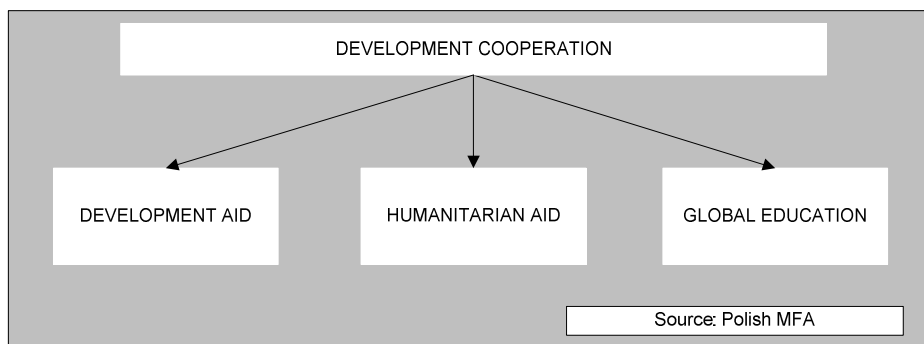 DEVELOPMENT COOPERATION
DEVELOPMENT AID
HUMANITARIAN AID
GLOBAL EDUCATION
Source: Polish MFA